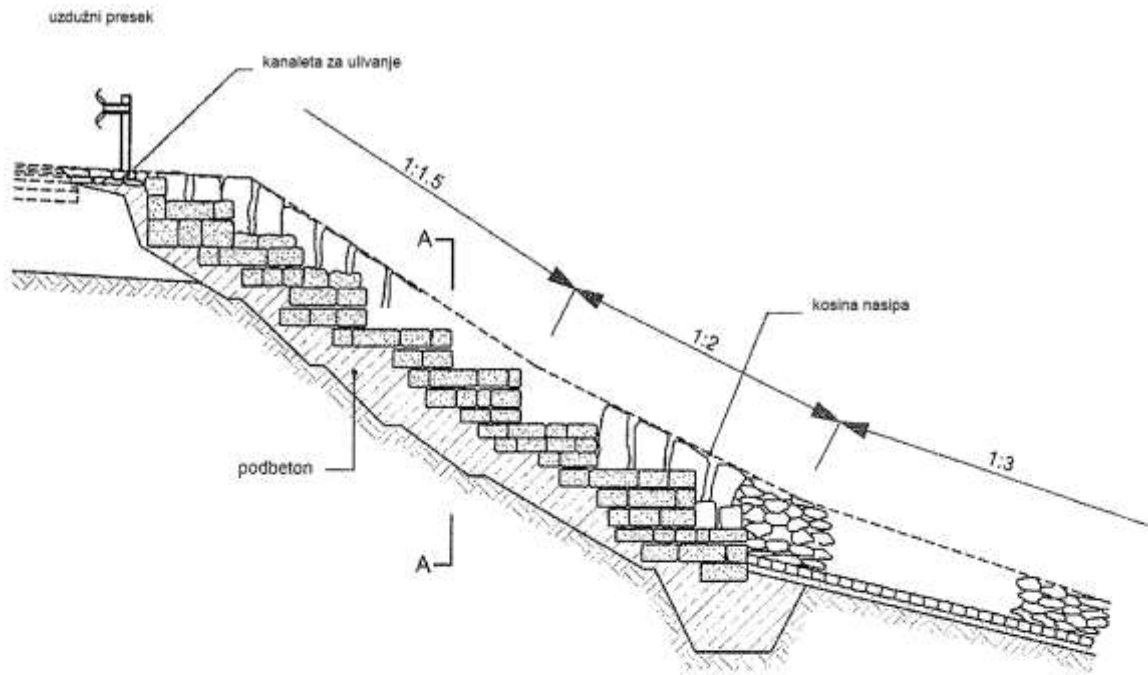 uzdužni presek
kanaleta za ulivanje
1:1.5
A
kosina nasipa
1:2
podbeton
1:3
A